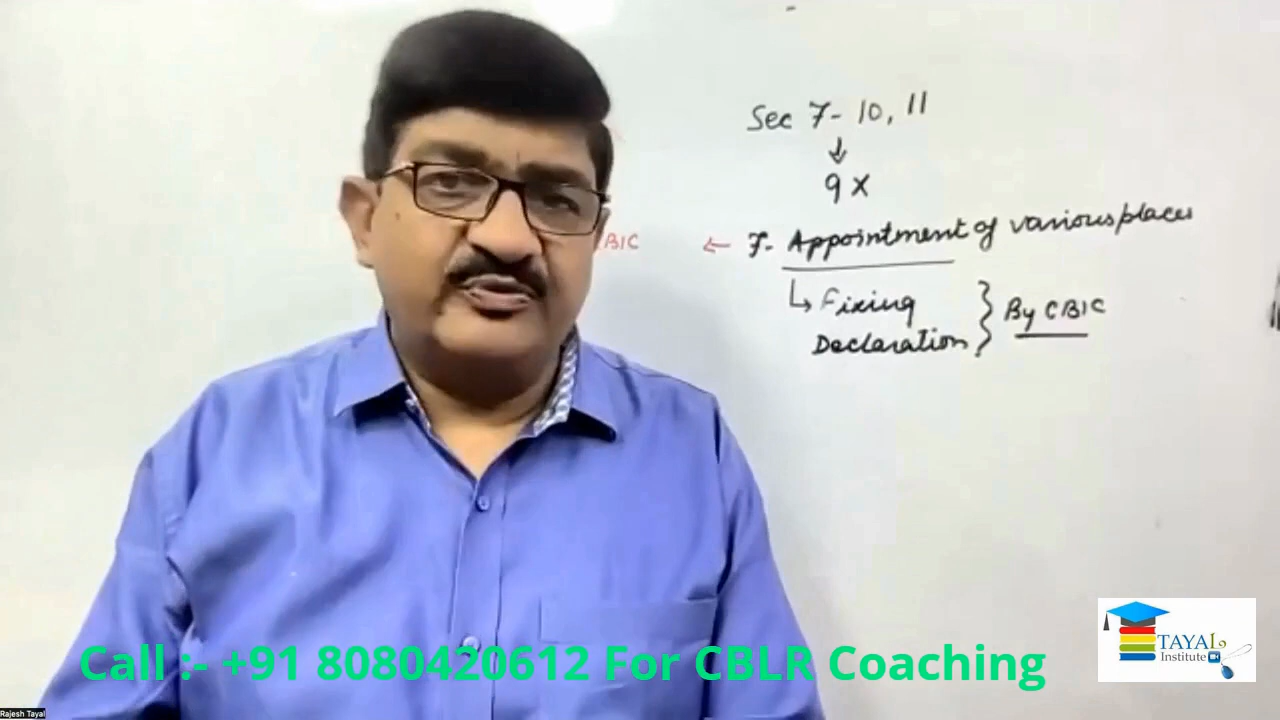 Sec 7- 10, 11
↓
9 X
BIC ← 7- Appointment of various places
↳ Fixing
Declaration } By CBIC
Call :- +91 8080420612 For CBLR Coaching
TAYAL
Institute
Rajesh Tayal